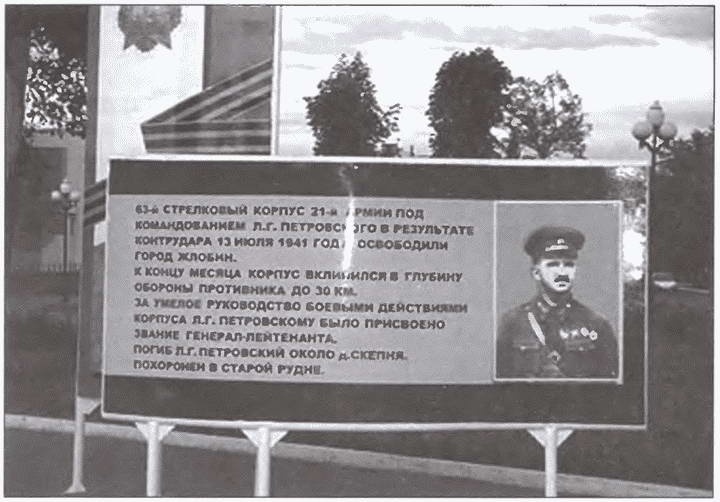 63-й СТРЕЛКОВЫЙ КОРПУС 21-й АРМИИ ПОД
КОМАНДОВАНИЕМ Л.Г. ПЕТРОВСКОГО В РЕЗУЛЬТАТЕ
КОНТРУДАРА 13 ИЮЛЯ 1941 ГОДА ОСВОБОДИЛИ
ГОРОД ЖЛОБИН.
К КОНЦУ МЕСЯЦА КОРПУС ВКЛИНИЛСЯ В ГЛУБИНУ
ОБОРОНЫ ПРОТИВНИКА ДО 30 КМ.
ЗА УМЕЛОЕ РУКОВОДСТВО БОЕВЫМИ ДЕЙСТВИЯМИ
КОРПУСА Л.Г. ПЕТРОВСКОМУ БЫЛО ПРИСВОЕНО
ЗВАНИЕ ГЕНЕРАЛ-ЛЕЙТЕНАНТА.
ПОГИБ Л.Г. ПЕТРОВСКИЙ ОКОЛО д.СКЕПНЯ.
ПОХОРОНЕН В СТАРОЙ РУДНЕ.